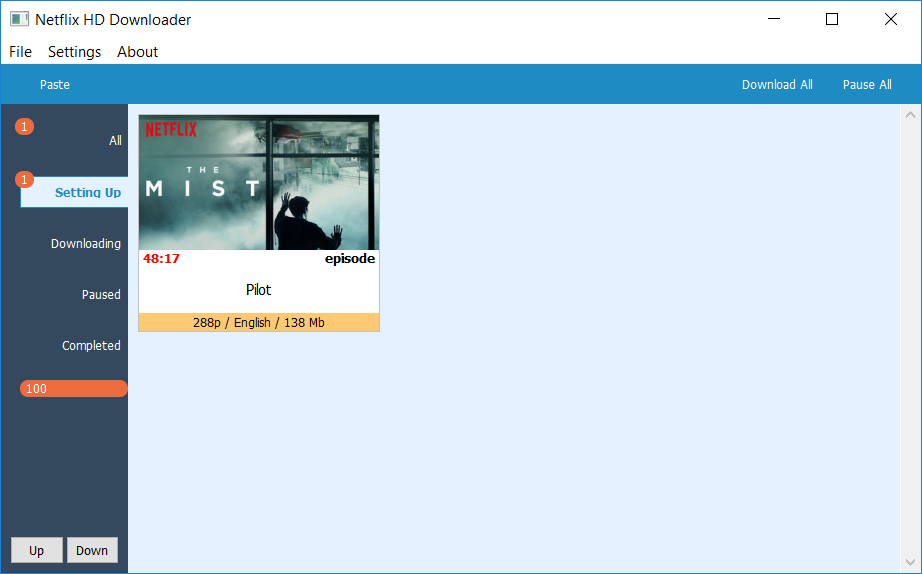 Netflix HD Downloader
File Settings About
Paste Download All Pause All
1
All
1
Setting Up
Downloading
Paused
Completed
100
Up Down
NETFLIX
THE
MIST
48:17 episode
Pilot
288p / English / 138 Mb